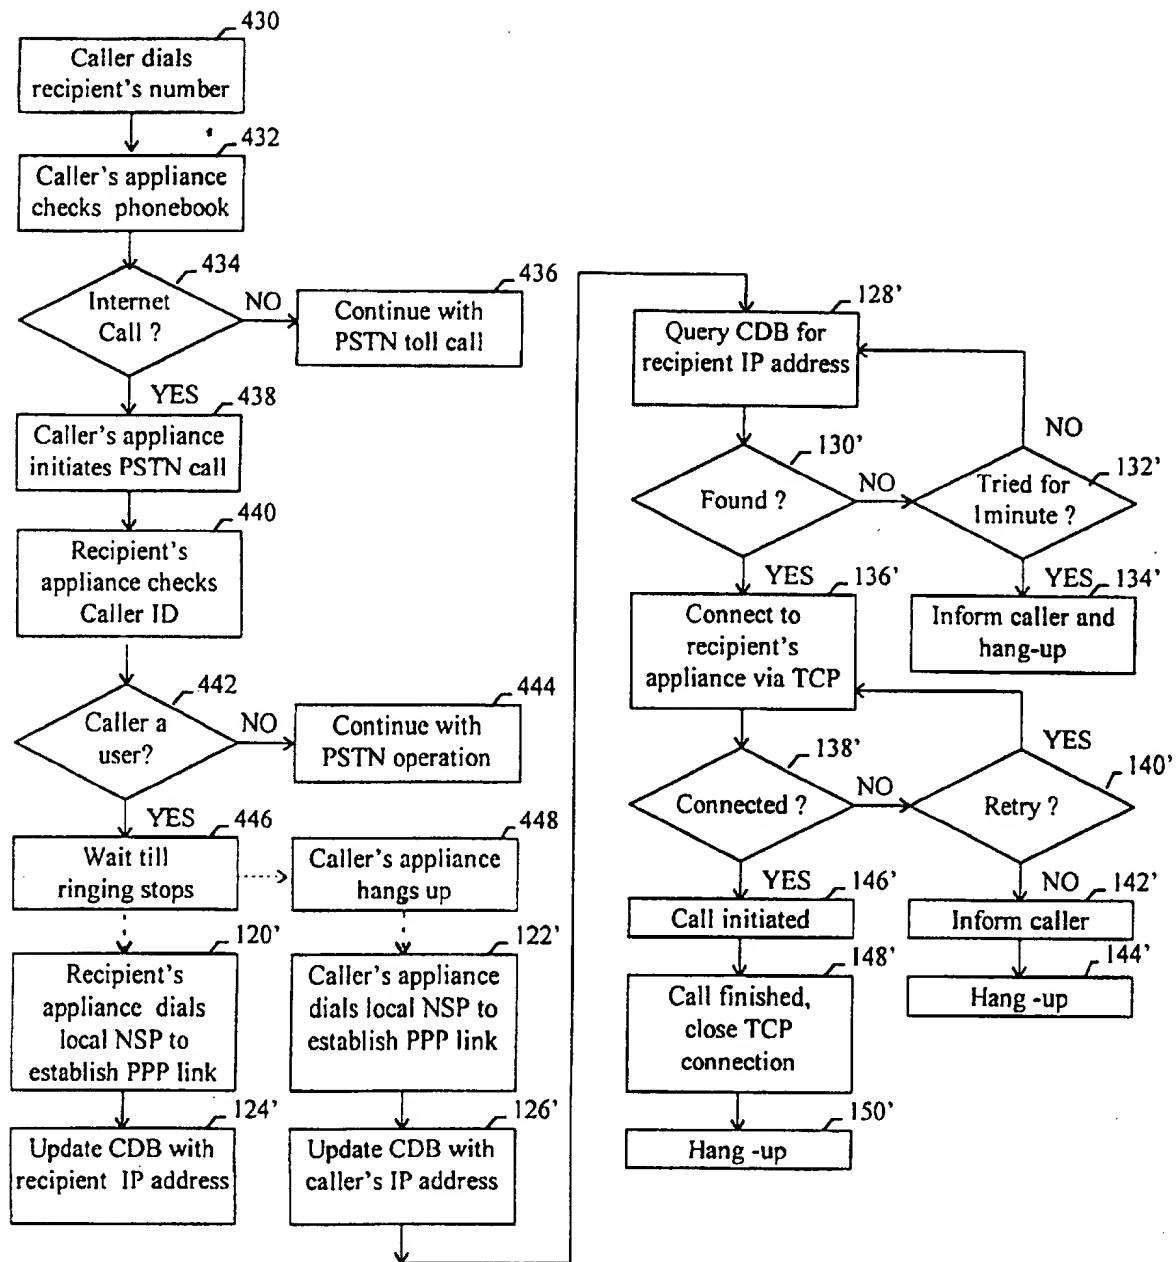 430
Caller dials
recipient's number
432
Caller's appliance
checks phonebook
434
Internet
Call ?
NO
436
Continue with
PSTN toll call
YES
438
Caller's appliance
initiates PSTN call
440
Recipient's
appliance checks
Caller ID
442
Caller a
user?
NO
444
Continue with
PSTN operation
YES
446
Wait till
ringing stops
448
Caller's appliance
hangs up
120'
Recipient's
appliance dials
local NSP to
establish PPP link
122'
Caller's appliance
dials local NSP to
establish PPP link
124'
Update CDB with
recipient IP address
126'
Update CDB with
caller's IP address
128'
Query CDB for
recipient IP address
130'
Found ?
NO
132'
Tried for
1minute ?
NO
YES
134'
Inform caller and
hang-up
YES
136'
Connect to
recipient's
appliance via TCP
138'
Connected ?
NO
140'
Retry ?
YES
NO
142'
Inform caller
144'
Hang -up
YES
146'
Call initiated
148'
Call finished,
close TCP
connection
150'
Hang -up